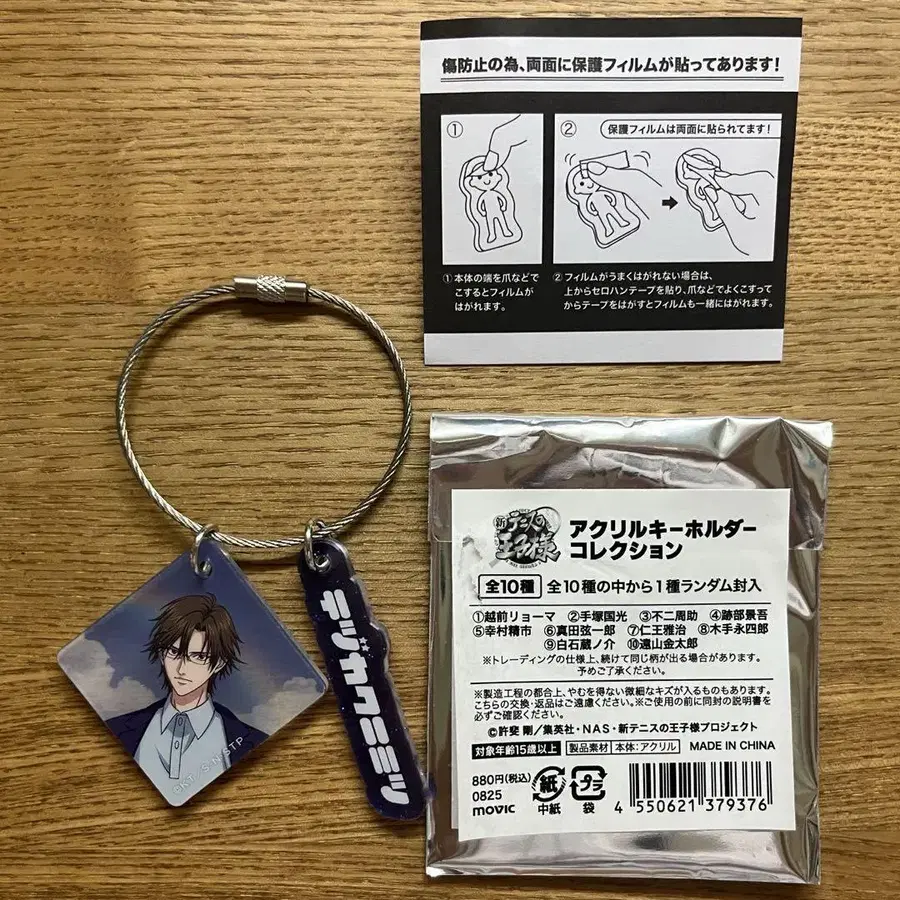 傷防止の為、両面に保護フィルムが貼ってあります!
①
②
保護フィルムは両面に貼られてます!
①本体の端を爪などで
こするとフィルムが
はがれます。
②フィルムがうまくはがれない場合は、
上からセロハンテープを貼り、爪などでよくこすって
からテープをはがすとフィルムも一緒にはがれます。
テヅカクニミツ
©KT/S・N・STP
新テニスの
王子様
アクリルキーホルダー
コレクション
全10種 全10種の中から1種ランダム封入
①越前リョーマ ②手塚国光 ③不二周助 ④跡部景吾
⑤幸村精市 ⑥真田弦一郎 ⑦仁王雅治 ⑧木手永四郎
⑨白石蔵ノ介 ⑩遠山金太郎
※トレーディングの仕様上、続けて同じ柄が出る場合があります。
予めご了承ください。
※製造工程の都合上、やむを得ない微細なキズが入るものもあります。
こちらの交換・返品はご遠慮ください。※ご使用の前に同封の説明書を
必ずご確認ください。
©許斐 剛/集英社・NAS・新テニスの王子様プロジェクト
対象年齢15歳以上 製品素材 本体:アクリル MADE IN CHINA
880円(税込)
0825
movic
紙
中紙
プラ
袋
4 550621 379376